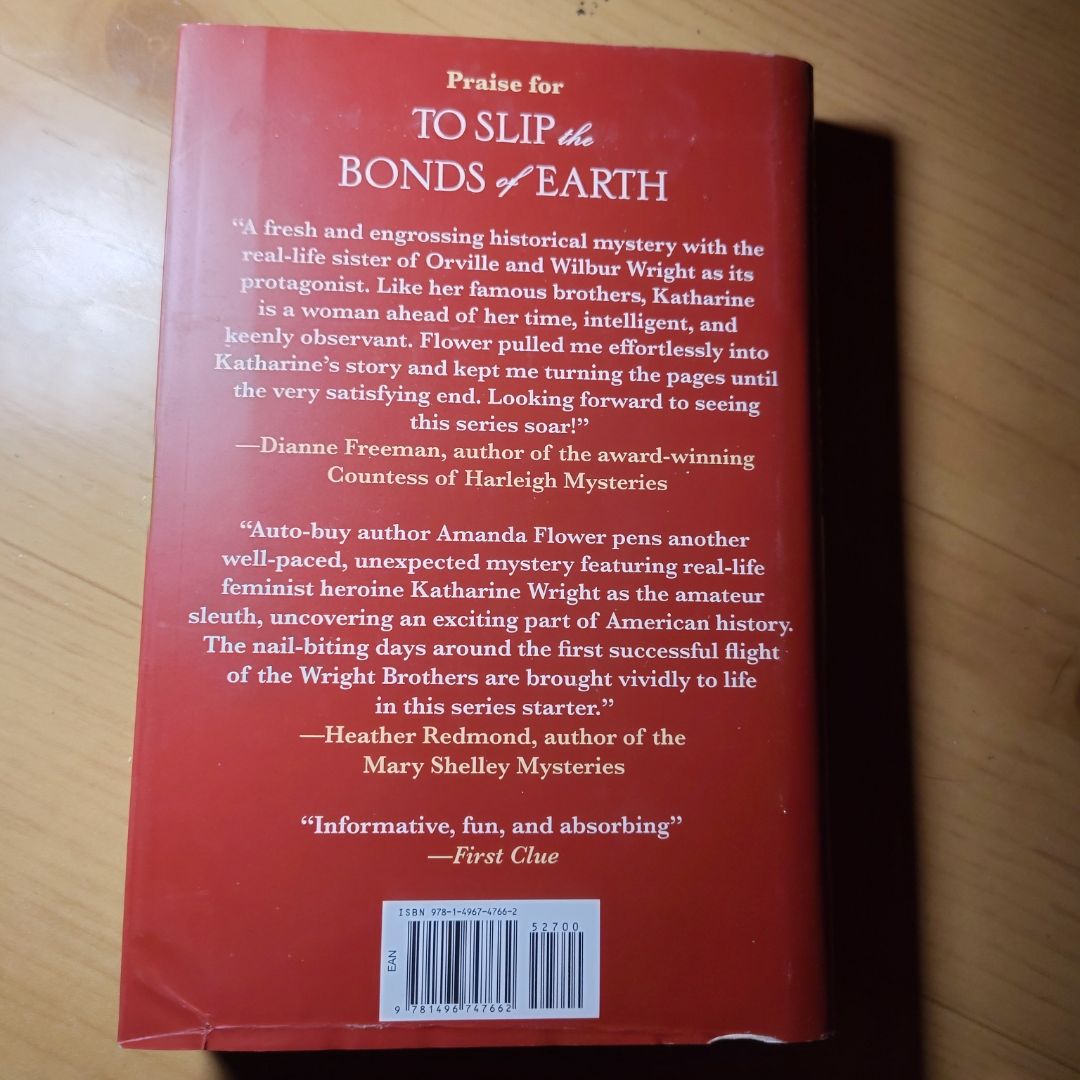 Praise for
TO SLIP the
BONDS of EARTH
“A fresh and engrossing historical mystery with the
real-life sister of Orville and Wilbur Wright as its
protagonist. Like her famous brothers, Katharine
is a woman ahead of her time, intelligent, and
keenly observant. Flower pulled me effortlessly into
Katharine’s story and kept me turning the pages until
the very satisfying end. Looking forward to seeing
this series soar!”
—Dianne Freeman, author of the award-winning
Countess of Harleigh Mysteries
“Auto-buy author Amanda Flower pens another
well-paced, unexpected mystery featuring real-life
feminist heroine Katharine Wright as the amateur
sleuth, uncovering an exciting part of American history.
The nail-biting days around the first successful flight
of the Wright Brothers are brought vividly to life
in this series starter.”
—Heather Redmond, author of the
Mary Shelley Mysteries
“Informative, fun, and absorbing”
—First Clue
ISBN 978-1-4967-4766-2
52700
EAN
9 781496 747662